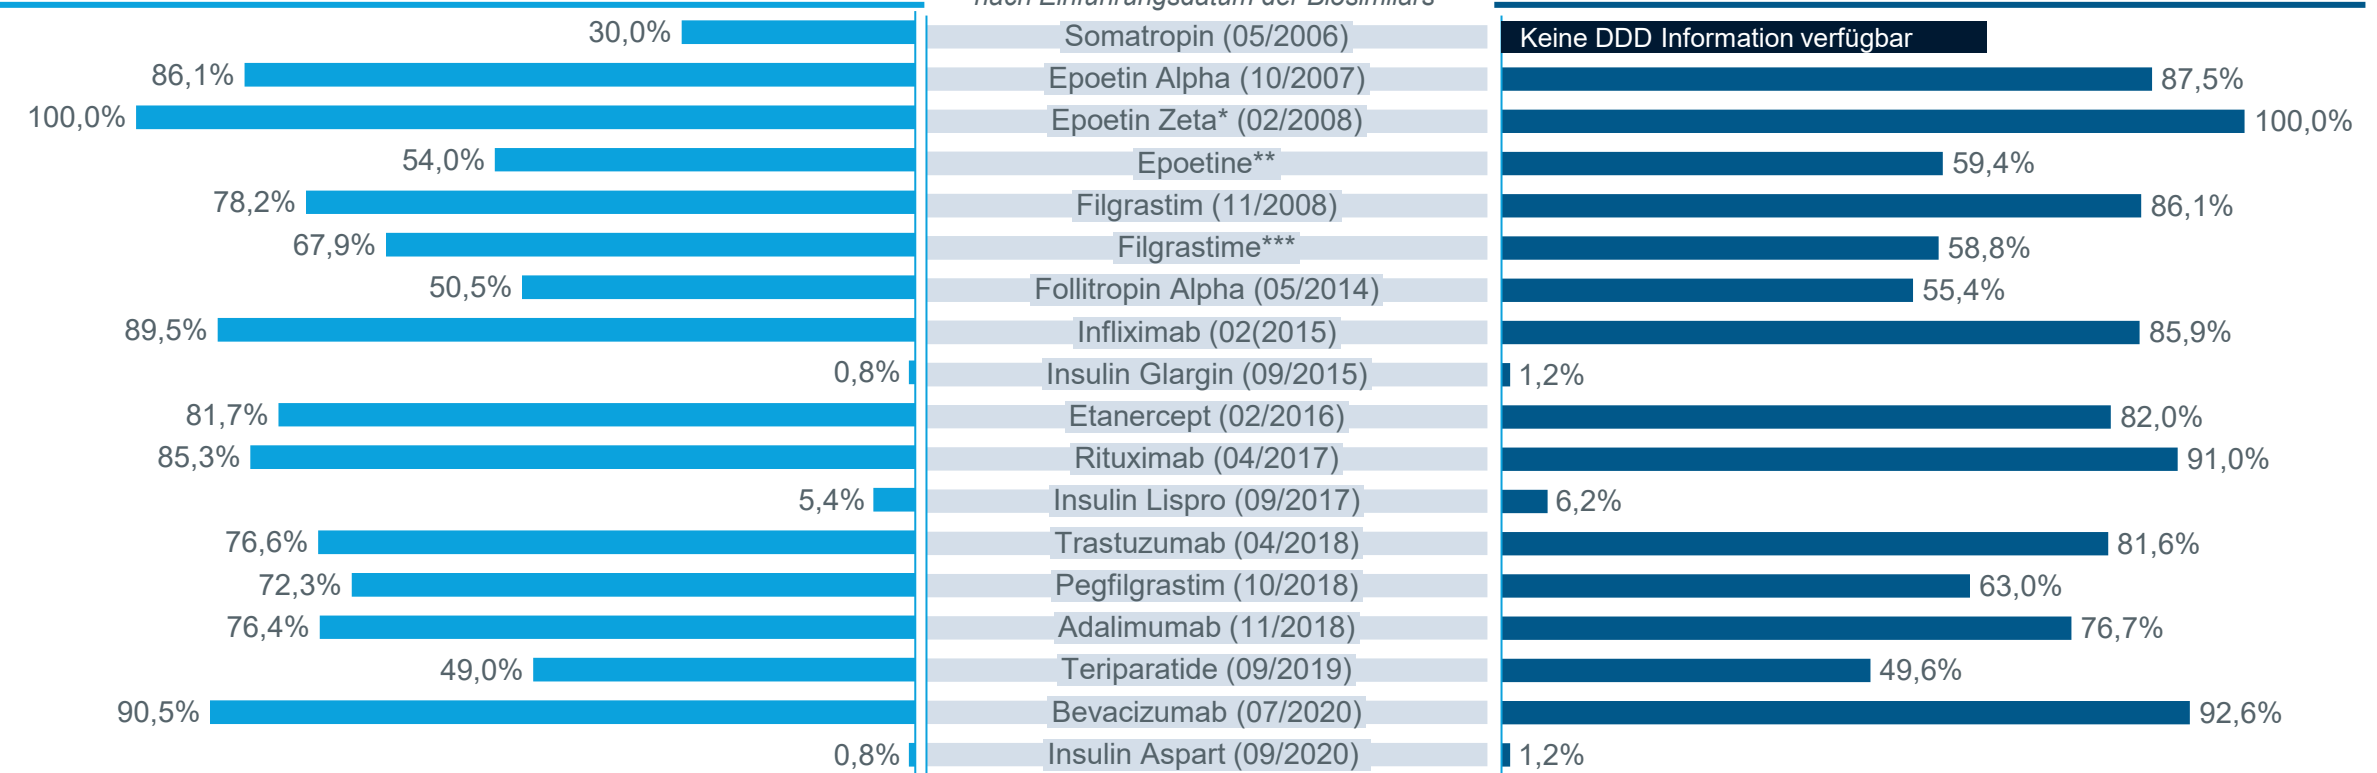 nach Einführungsdatum der Biosimilars
30,0% Somatropin (05/2006) Keine DDD Information verfügbar
86,1% Epoetin Alpha (10/2007) 87,5%
100,0% Epoetin Zeta* (02/2008) 100,0%
54,0% Epoetine** 59,4%
78,2% Filgrastim (11/2008) 86,1%
67,9% Filgrastime*** 58,8%
50,5% Follitropin Alpha (05/2014) 55,4%
89,5% Infliximab (02(2015) 85,9%
0,8% Insulin Glargin (09/2015) 1,2%
81,7% Etanercept (02/2016) 82,0%
85,3% Rituximab (04/2017) 91,0%
5,4% Insulin Lispro (09/2017) 6,2%
76,6% Trastuzumab (04/2018) 81,6%
72,3% Pegfilgrastim (10/2018) 63,0%
76,4% Adalimumab (11/2018) 76,7%
49,0% Teriparatide (09/2019) 49,6%
90,5% Bevacizumab (07/2020) 92,6%
0,8% Insulin Aspart (09/2020) 1,2%